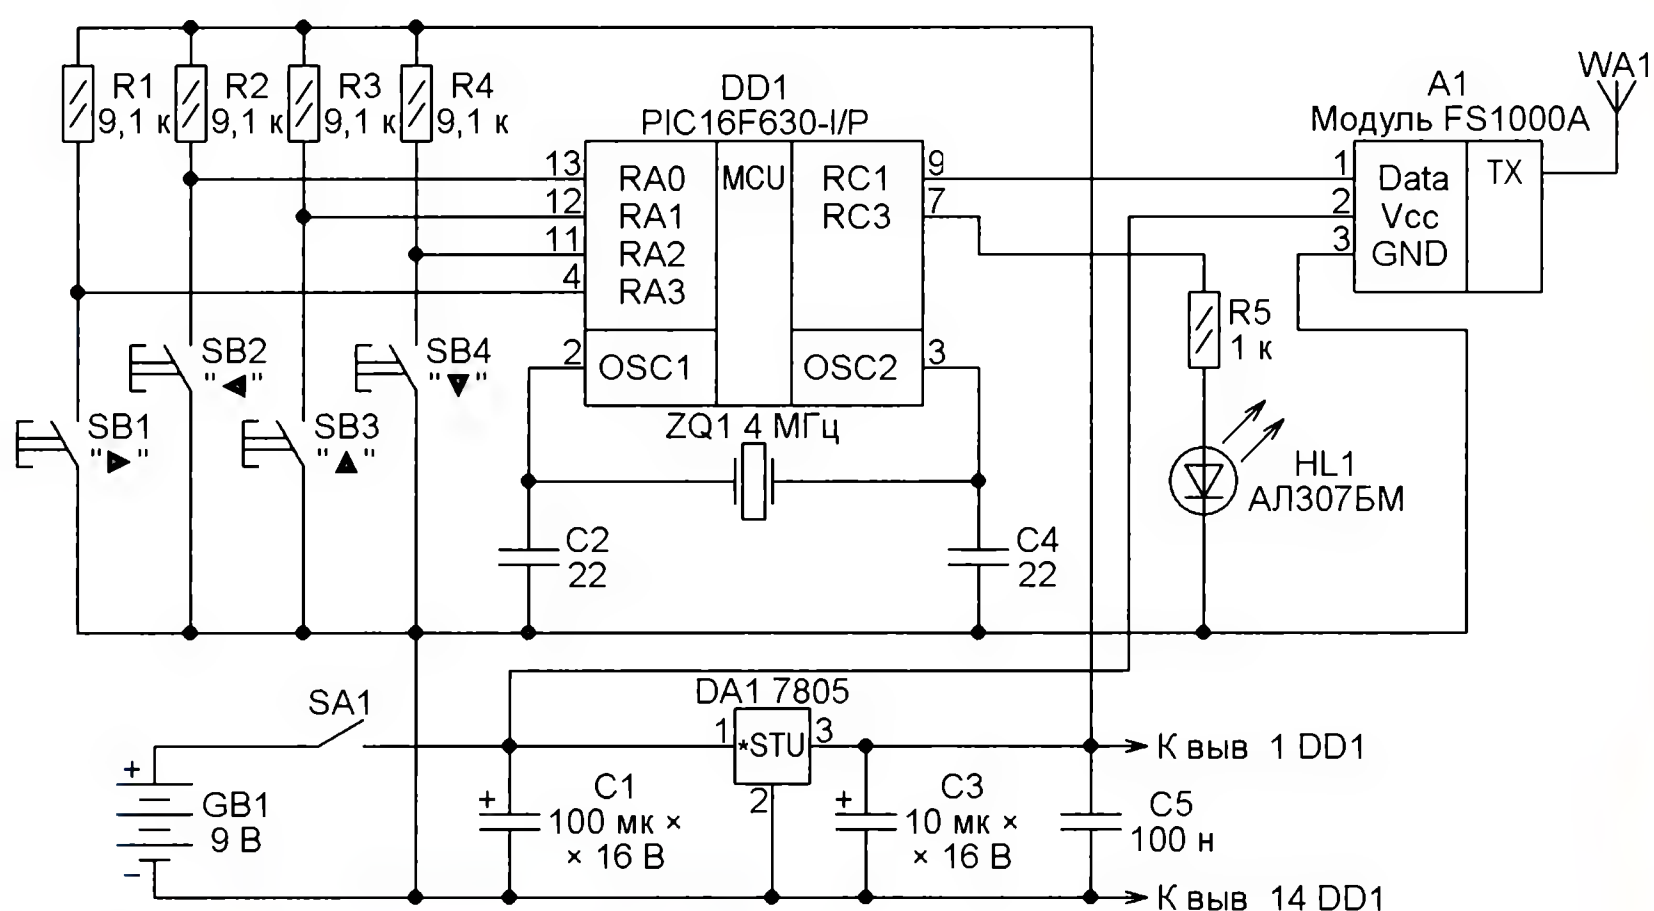 R1
9,1 к
R2
9,1 к
R3
9,1 к
R4
9,1 к
DD1
PIC16F630-I/P
13
RA0
12
RA1
11
RA2
4
RA3
MCU
RC1
9
RC3
7
2
OSC1
OSC2
3
A1
Модуль FS1000A
WA1
1
Data
2
Vcc
3
GND
TX
SB2
"◄"
SB4
"▼"
SB1
"►"
SB3
"▲"
ZQ1 4 МГц
C2
22
C4
22
R5
1 к
HL1
АЛ307БМ
SA1
DA1 7805
1
*STU
3
2
+
GB1
9 В
−
+
C1
100 мк ×
× 16 В
+
C3
10 мк ×
× 16 В
C5
100 н
К выв 1 DD1
К выв 14 DD1